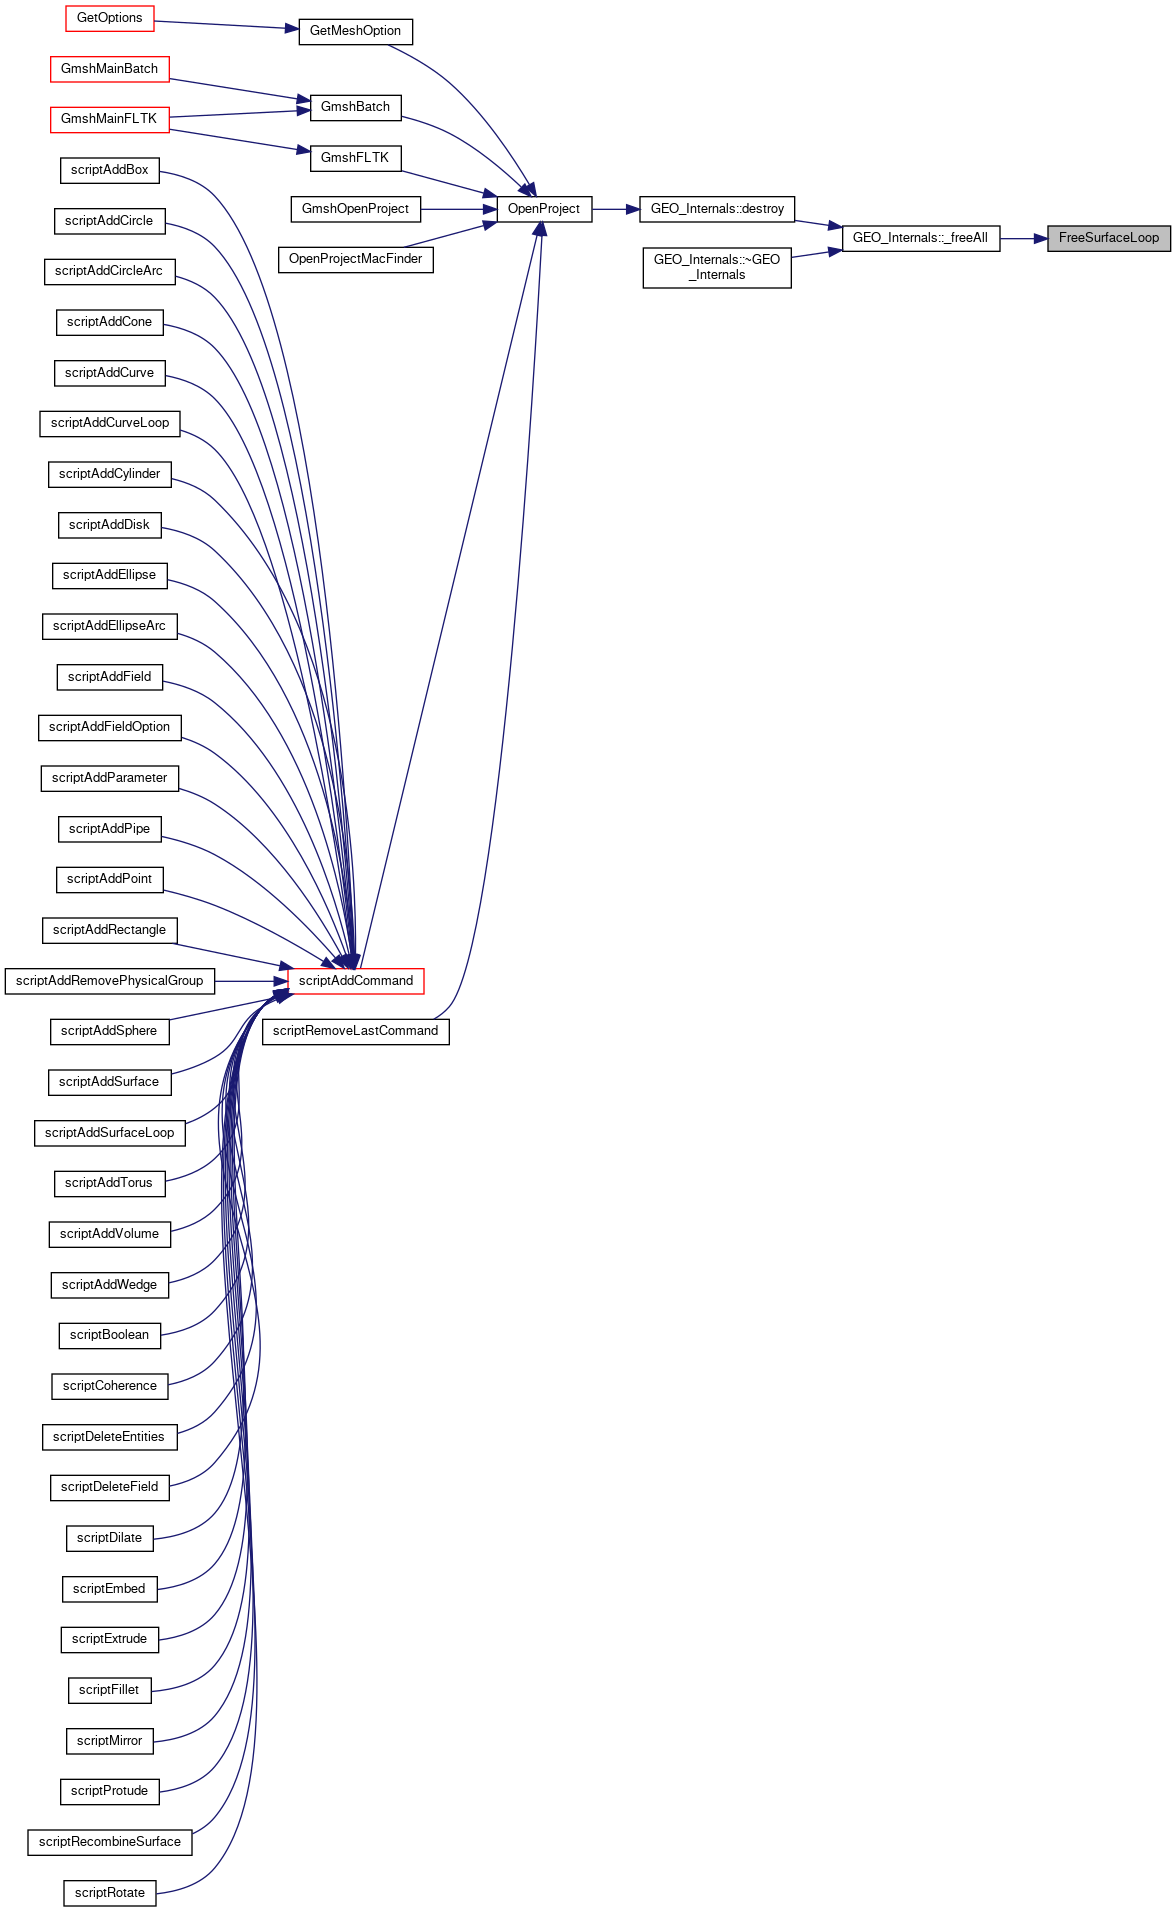 GetOptions
GetMeshOption
GmshMainBatch
GmshBatch
GmshMainFLTK
GmshFLTK
scriptAddBox
GmshOpenProject
OpenProject
GEO_Internals::destroy
scriptAddCircle
GEO_Internals::_freeAll
FreeSurfaceLoop
OpenProjectMacFinder
GEO_Internals::~GEO
_Internals
scriptAddCircleArc
scriptAddCone
scriptAddCurve
scriptAddCurveLoop
scriptAddCylinder
scriptAddDisk
scriptAddEllipse
scriptAddEllipseArc
scriptAddField
scriptAddFieldOption
scriptAddParameter
scriptAddPipe
scriptAddPoint
scriptAddRectangle
scriptAddRemovePhysicalGroup
scriptAddCommand
scriptAddSphere
scriptRemoveLastCommand
scriptAddSurface
scriptAddSurfaceLoop
scriptAddTorus
scriptAddVolume
scriptAddWedge
scriptBoolean
scriptCoherence
scriptDeleteEntities
scriptDeleteField
scriptDilate
scriptEmbed
scriptExtrude
scriptFillet
scriptMirror
scriptProtude
scriptRecombineSurface
scriptRotate